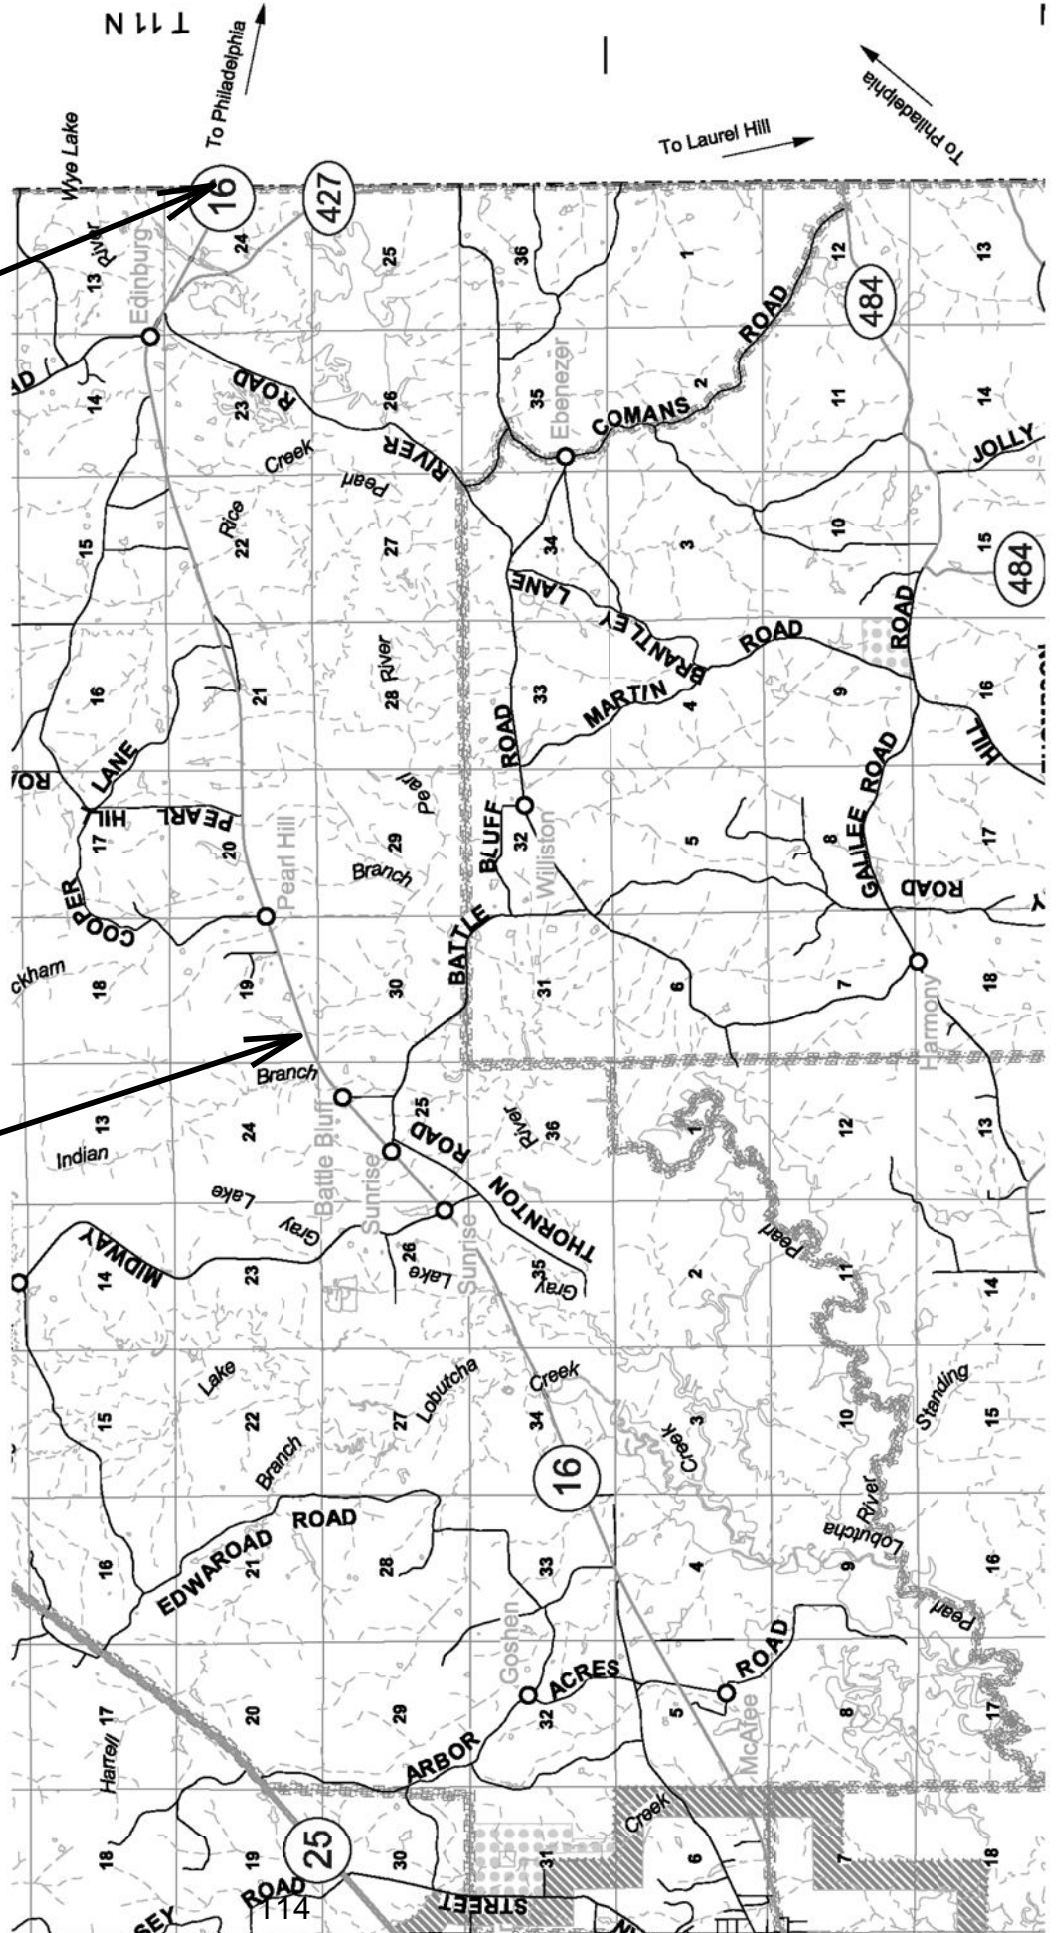 T 11 N
To Philadelphia
Wye Lake
16
427
To Laurel Hill
To Philadelphia
13
River
Edinburg
24
25
36
1
12
13
484
14
23
ROAD
26
35
Ebenezer
COMANS
2
ROAD
11
14
Creek
Rice
Pearl
RIVER
JOLLY
15
22
27
34
3
10
15
484
LANE
BRANTLEY
ROAD
ROAD
16
21
28
River
33
MARTIN
4
9
16
HILL
LANE
PEARL
HILL
ROAD
17
20
Pearl Hill
29
Pearl
Branch
BLUFF
32
Williston
5
8
GALILEE ROAD
17
ROAD
COOPER
18
19
30
BATTLE
31
6
7
Harmony
18
13
Indian
24
Branch
Battle Bluff
25
ROAD
River
36
1
12
13
Lake
Gray
Sunrise
Sunrise
THORNTON
Pearl
MIDWAY
14
23
26
Lake
35
Gray
2
11
14
15
Lake
22
Branch
27
Lobutcha
34
Creek
3
Creek
10
Standing
15
16
ROAD
16
EDWAROAD
21
28
33
4
9
River
Lobutcha
16
Pearl
17
Harrell
20
29
Goshen
32
ACRES
ARBOR
5
ROAD
McAfee
8
17
18
19
25
30
31
Creek
6
7
18
ROAD
114
STREET
SEY